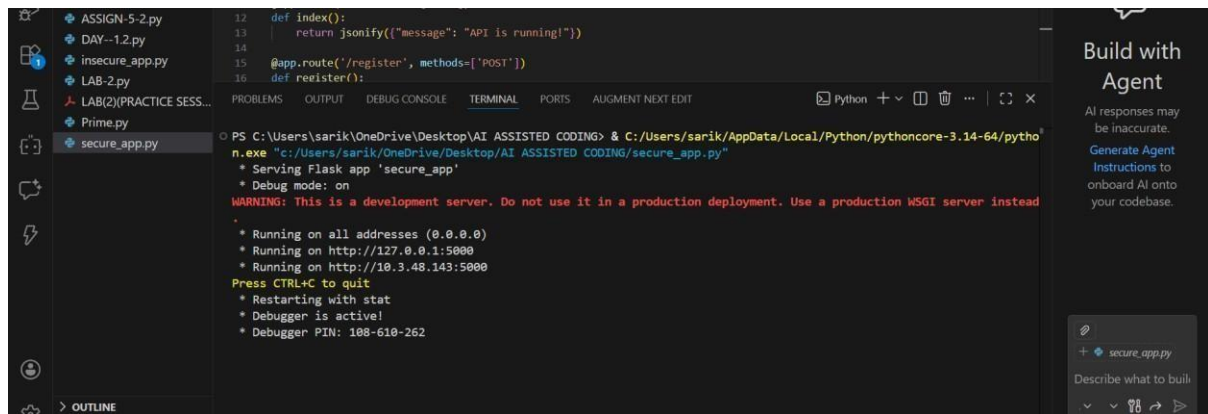 ASSIGN-5-2.py
DAY--1.2.py
insecure_app.py
LAB-2.py
LAB(2)(PRACTICE SESS...
Prime.py
secure_app.py
1
> OUTLINE
12 def index():
13 return jsonify({"message": "API is running!"})
14
15 @app.route('/register', methods=['POST'])
16 def register():
PROBLEMS OUTPUT DEBUG CONSOLE TERMINAL PORTS AUGMENT NEXT EDIT Python
PS C:\Users\sarik\OneDrive\Desktop\AI ASSISTED CODING> & C:/Users/sarik/AppData/Local/Python/pythoncore-3.14-64/pytho
n.exe "c:/Users/sarik/OneDrive/Desktop/AI ASSISTED CODING/secure_app.py"
* Serving Flask app 'secure_app'
* Debug mode: on
WARNING: This is a development server. Do not use it in a production deployment. Use a production WSGI server instead
.
* Running on all addresses (0.0.0.0)
* Running on http://127.0.0.1:5000
* Running on http://10.3.48.143:5000
Press CTRL+C to quit
* Restarting with stat
* Debugger is active!
* Debugger PIN: 108-610-262
Build with
Agent
AI responses may
be inaccurate.
Generate Agent
Instructions to
onboard AI onto
your codebase.
+ secure_app.py
Describe what to buil